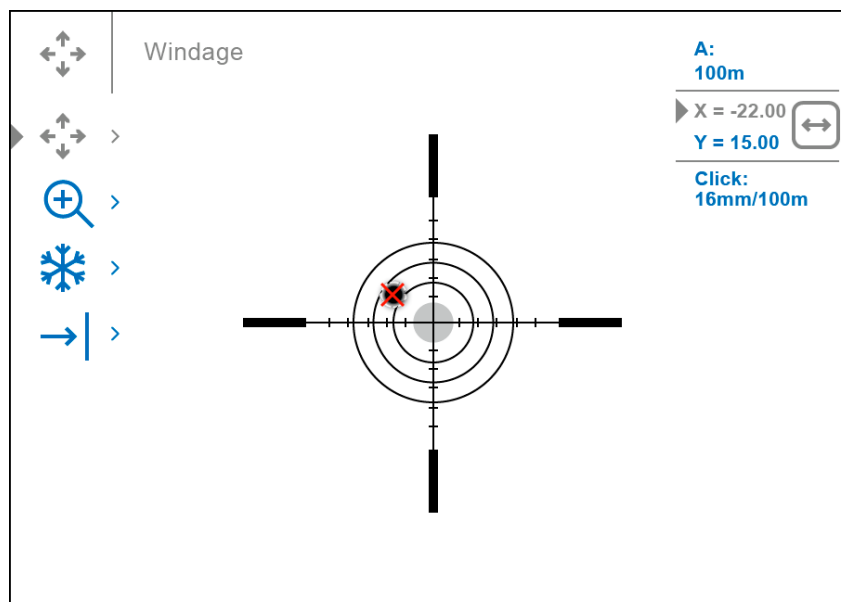 Windage
A:
100m
X = -22.00
Y = 15.00
Click:
16mm/100m